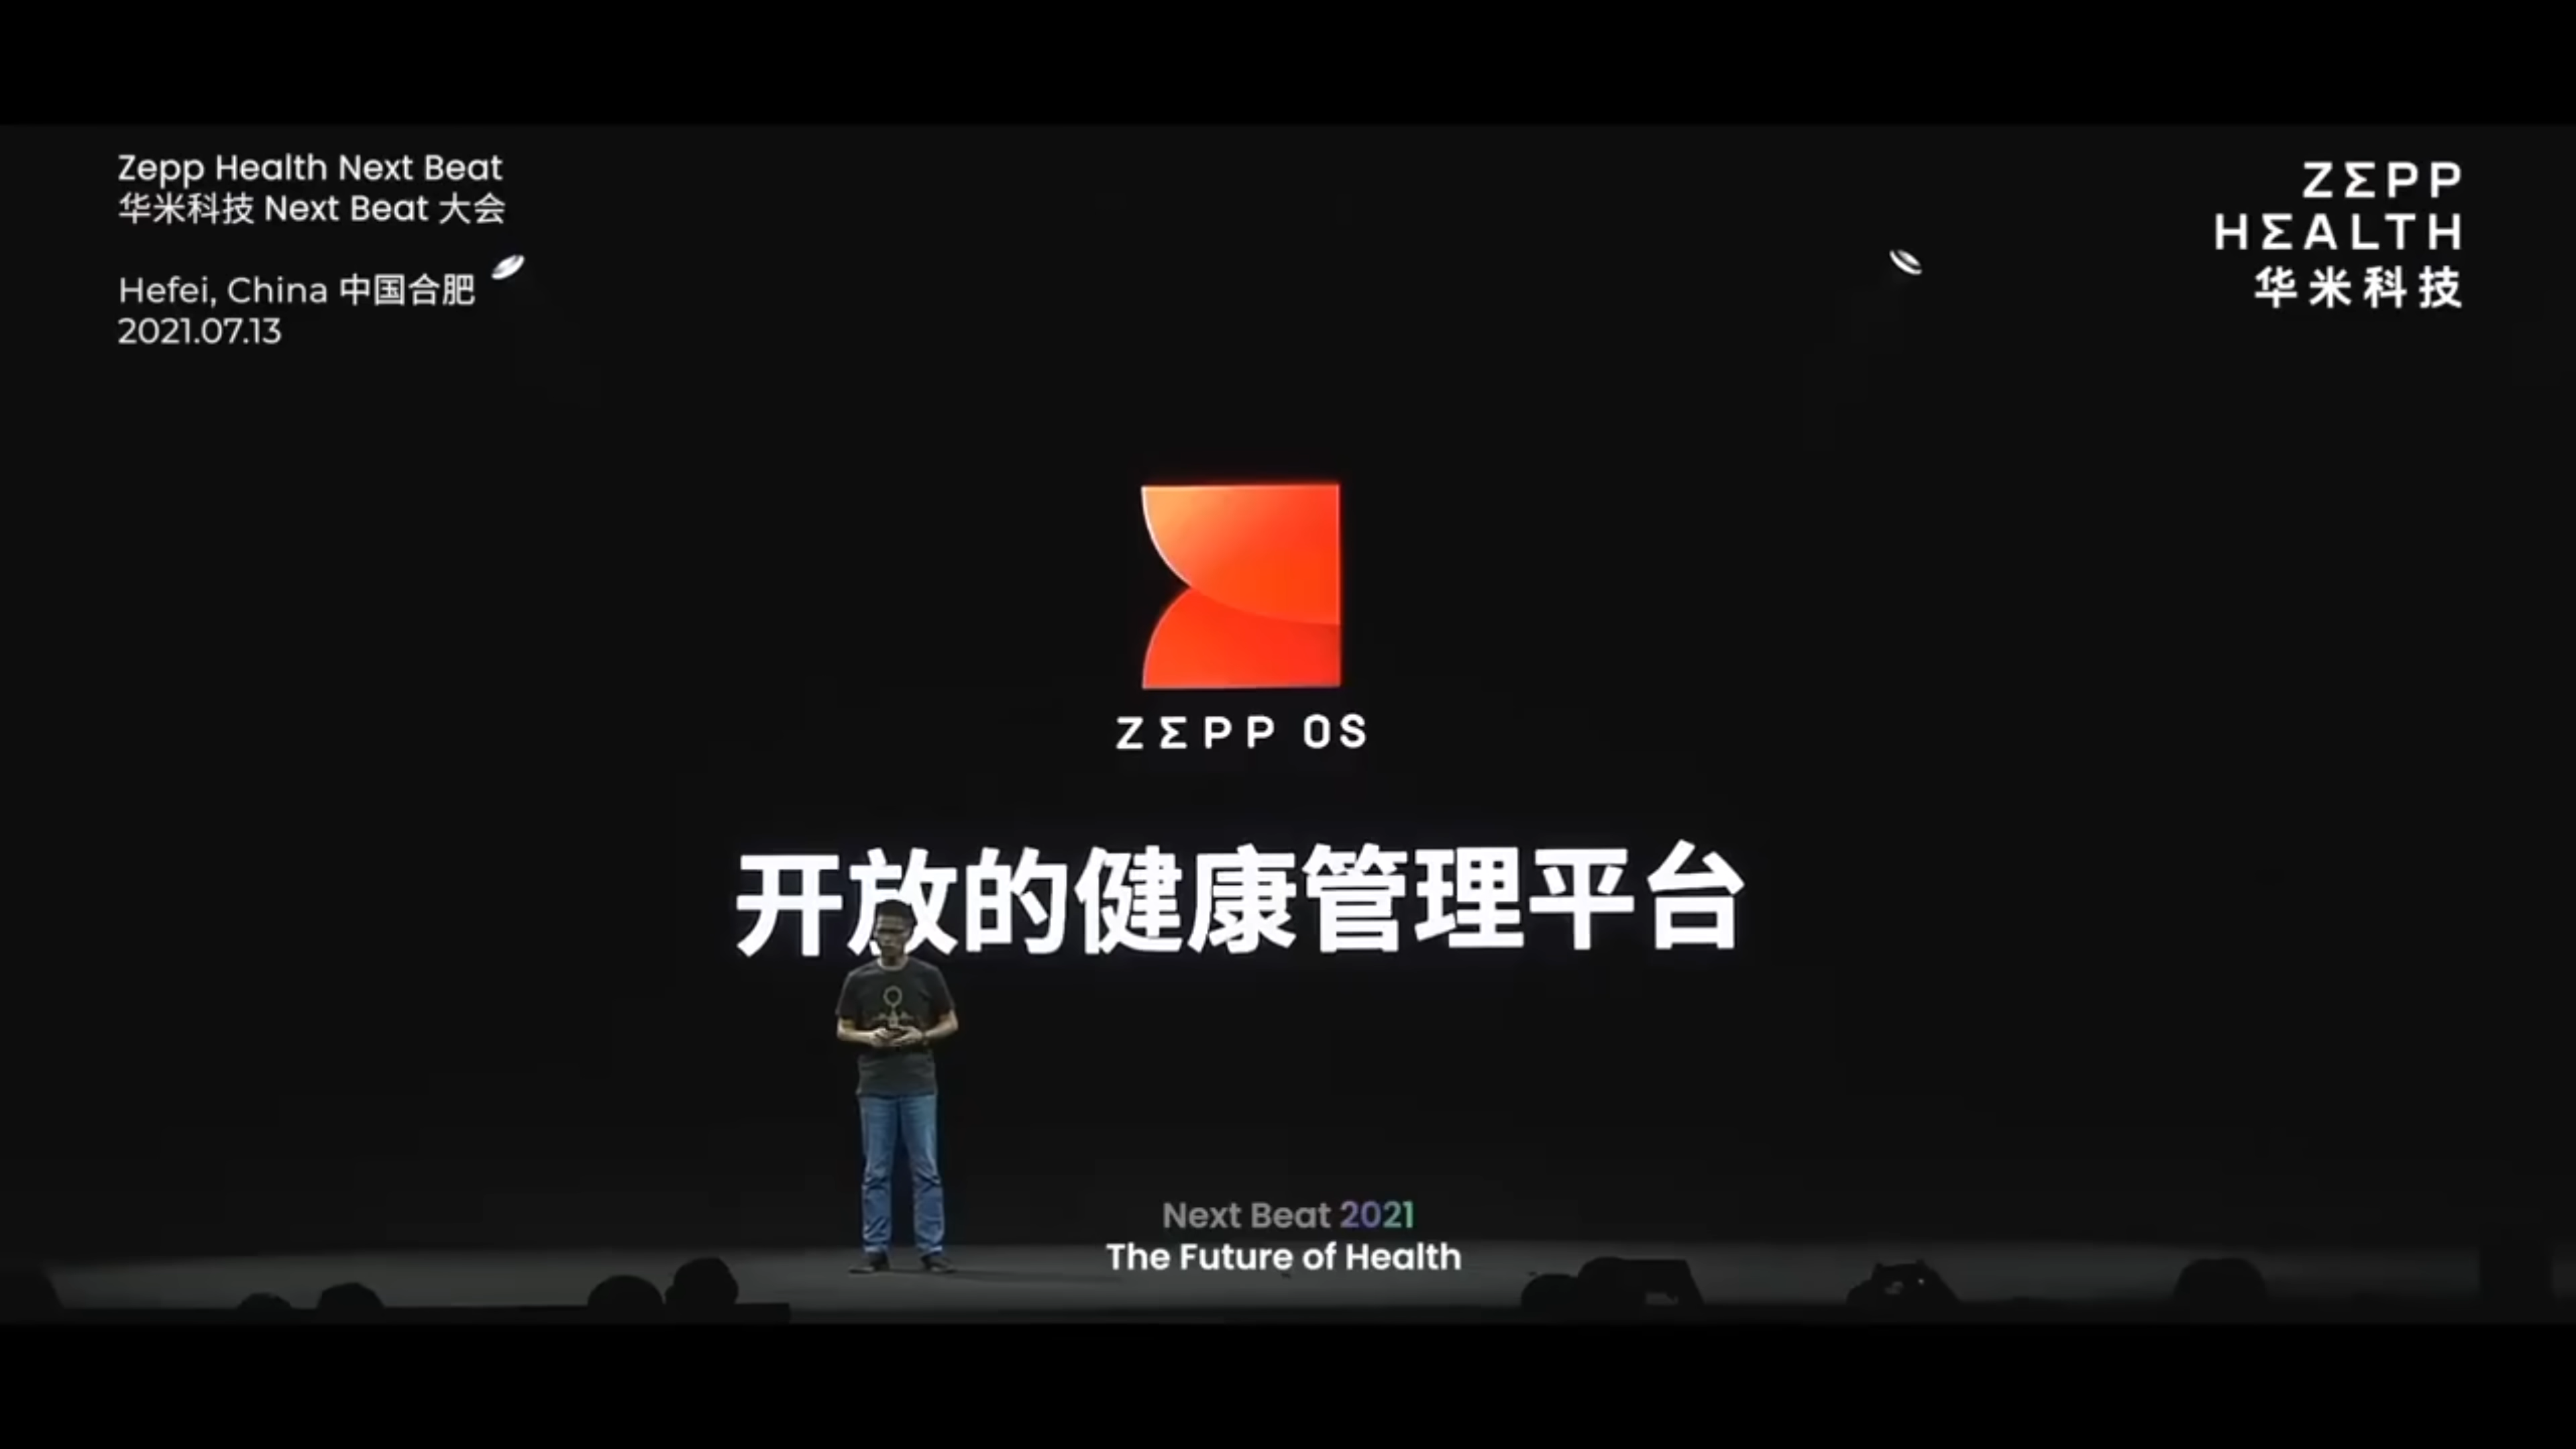 Zepp Health Next Beat
华米科技 Next Beat 大会
Hefei, China 中国合肥
2021.07.13
ZΣPP
HΣALTH
华米科技
ZΣPP OS
开放的健康管理平台
Next Beat 2021
The Future of Health